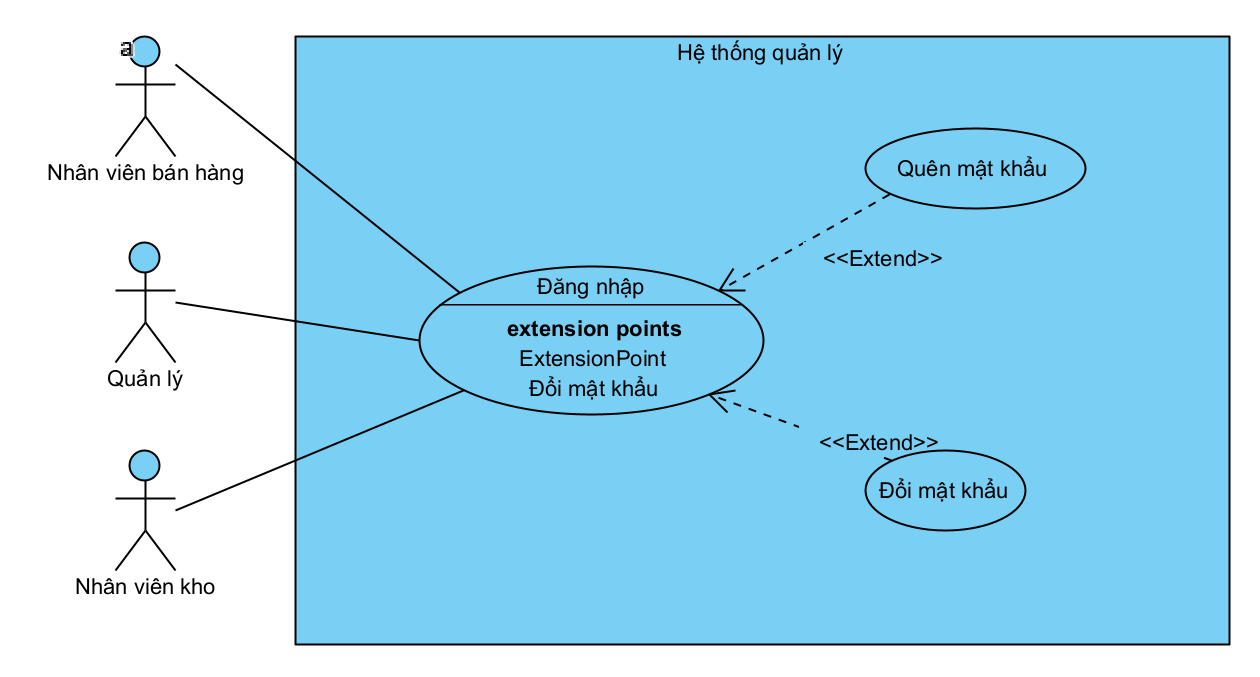 a
Hệ thống quản lý
Nhân viên bán hàng
Quên mật khẩu
<<Extend>>
Đăng nhập
extension points
ExtensionPoint
Đổi mật khẩu
Quản lý
<<Extend>>
Đổi mật khẩu
Nhân viên kho